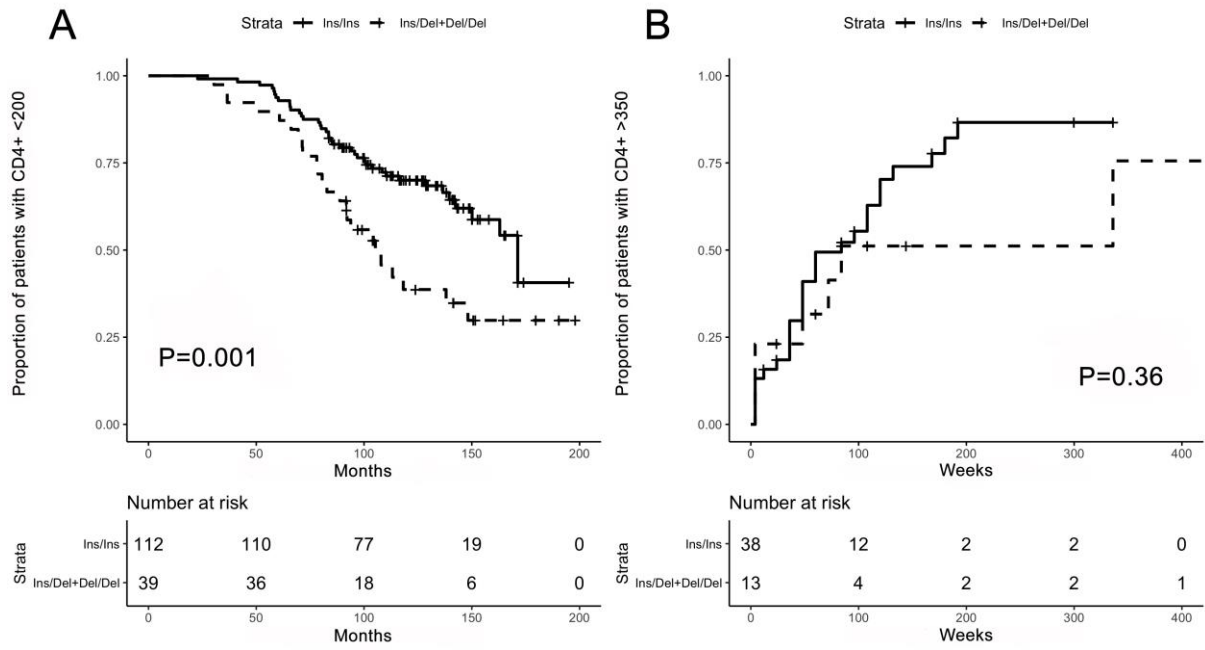 A
Strata Ins/Ins Ins/Del+Del/Del
Proportion of patients with CD4+ <200
1.00
0.75
0.50
0.25
0.00
P=0.001
0 50 100 150 200
Months
Number at risk
Strata
Ins/Ins 112 110 77 19 0
Ins/Del+Del/Del 39 36 18 6 0
0 50 100 150 200
Months
B
Strata Ins/Ins Ins/Del+Del/Del
Proportion of patients with CD4+ >350
1.00
0.75
0.50
0.25
0.00
P=0.36
0 100 200 300 400
Weeks
Number at risk
Strata
Ins/Ins 38 12 2 2 0
Ins/Del+Del/Del 13 4 2 2 1
0 100 200 300 400
Weeks